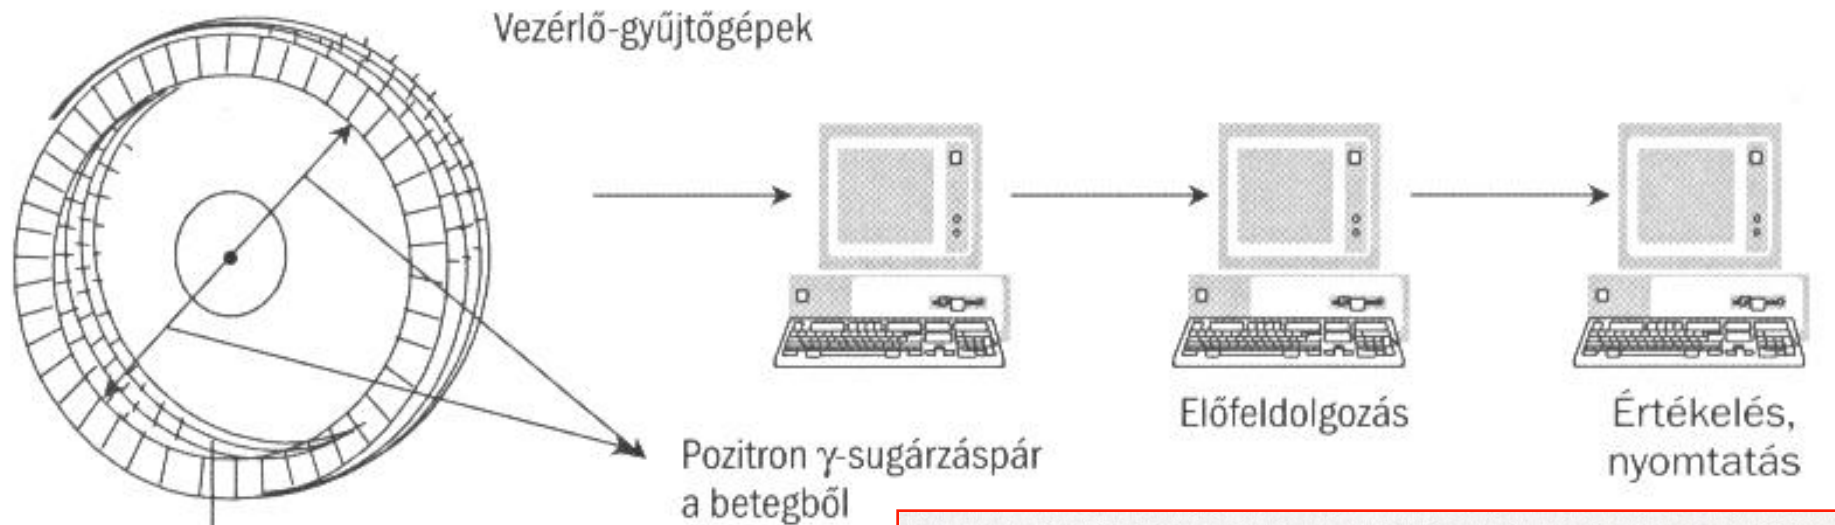 Vezérlő-gyűjtőgépek
Pozitron γ-sugárzáspár
a betegből
Előfeldolgozás
Értékelés,
nyomtatás